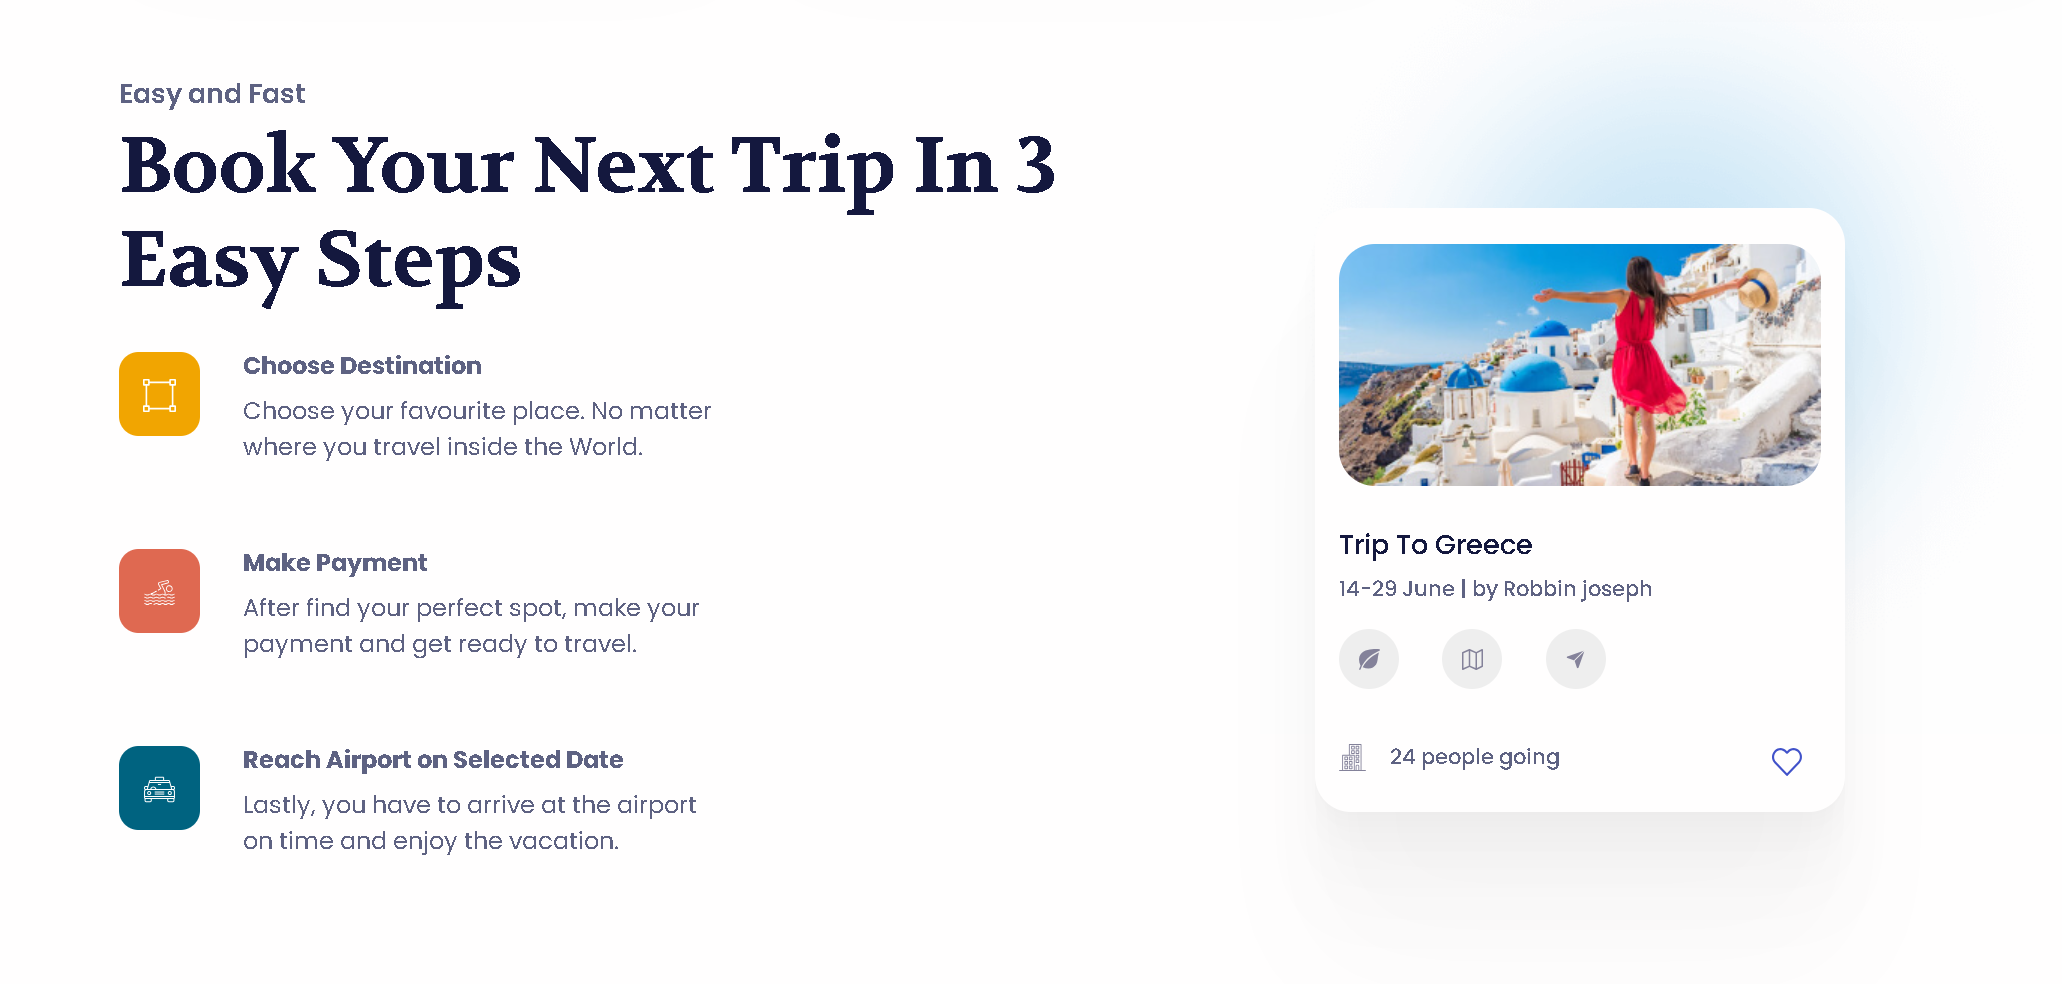 Easy and Fast
Book Your Next Trip In 3
Easy Steps
Choose Destination
Choose your favourite place. No matter
where you travel inside the World.
Make Payment
After find your perfect spot, make your
payment and get ready to travel.
Reach Airport on Selected Date
Lastly, you have to arrive at the airport
on time and enjoy the vacation.
Trip To Greece
14-29 June | by Robbin joseph
24 people going